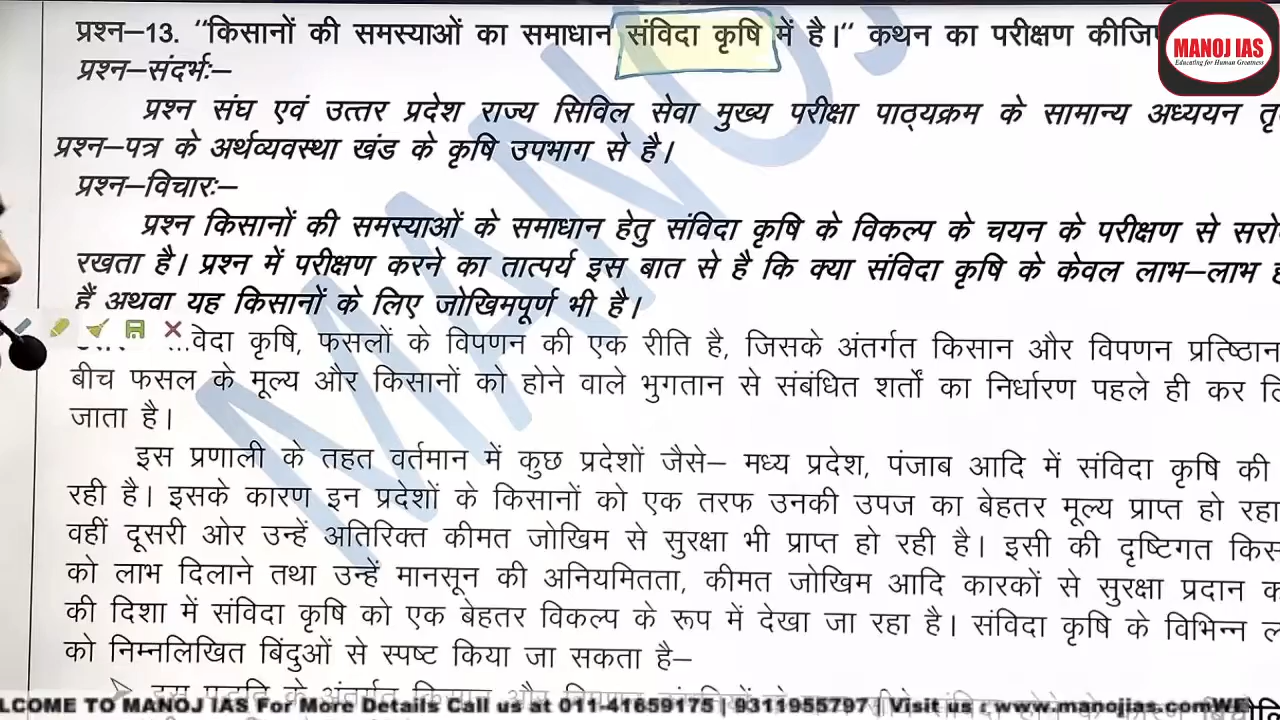 प्रश्न–13. "किसानों की समस्याओं का समाधान संविदा कृषि में है।" कथन का परीक्षण
MANOJ IAS
Educating for Human Greatness
प्रश्न–संदर्भः–
प्रश्न संघ एवं उत्तर प्रदेश राज्य सिविल सेवा मुख्य परीक्षा पाठ्यक्रम के सामान्य अध्ययन
प्रश्न–पत्र के अर्थव्यवस्था खंड के कृषि उपभाग से है।
प्रश्न–विचारः–
प्रश्न किसानों की समस्याओं के समाधान हेतु संविदा कृषि के विकल्प के चयन के परीक्षण से
रखता है। प्रश्न में परीक्षण करने का तात्पर्य इस बात से है कि क्या संविदा कृषि के केवल लाभ–लाभ
हैं अथवा यह किसानों के लिए जोखिमपूर्ण भी है।
कृषि, फसलों के विपणन की एक रीति है, जिसके अंतर्गत किसान और विपणन प्रतिष्ठान
बीच फसल के मूल्य और किसानों को होने वाले भुगतान से संबंधित शर्तों का निर्धारण पहले ही कर
जाता है।
इस प्रणाली के तहत वर्तमान में कुछ प्रदेशों जैसे– मध्य प्रदेश, पंजाब आदि में संविदा कृषि की
रही है। इसके कारण इन प्रदेशों के किसानों को एक तरफ उनकी उपज का बेहतर मूल्य प्राप्त हो रहा
वहीं दूसरी ओर उन्हें अतिरिक्त कीमत जोखिम से सुरक्षा भी प्राप्त हो रही है। इसी की दृष्टिगत
को लाभ दिलाने तथा उन्हें मानसून की अनियमितता, कीमत जोखिम आदि कारकों से सुरक्षा प्रदान
की दिशा में संविदा कृषि को एक बेहतर विकल्प के रूप में देखा जा रहा है। संविदा कृषि के विभिन्न
को निम्नलिखित बिंदुओं से स्पष्ट किया जा सकता है–
LCOME TO MANOJ IAS For More Details Call us at 011-41659175 | 9311955797 | Visit us : www.manojias.comWE